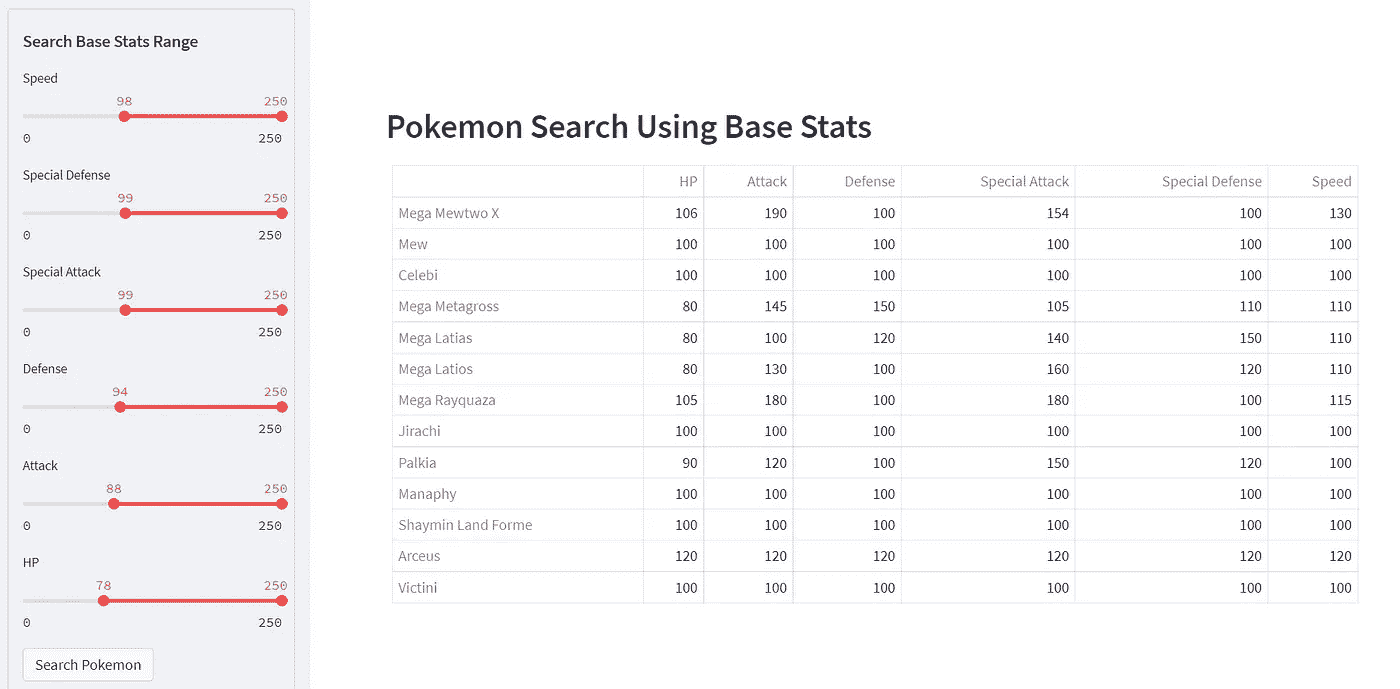 Search Base Stats Range
Speed
98 250
0 250
Special Defense
99 250
0 250
Special Attack
99 250
0 250
Defense
94 250
0 250
Attack
88 250
0 250
HP
78 250
0 250
Search Pokemon
Pokemon Search Using Base Stats
HP Attack Defense Special Attack Special Defense Speed
Mega Mewtwo X 106 190 100 154 100 130
Mew 100 100 100 100 100 100
Celebi 100 100 100 100 100 100
Mega Metagross 80 145 150 105 110 110
Mega Latias 80 100 120 140 150 110
Mega Latios 80 130 100 160 120 110
Mega Rayquaza 105 180 100 180 100 115
Jirachi 100 100 100 100 100 100
Palkia 90 120 100 150 120 100
Manaphy 100 100 100 100 100 100
Shaymin Land Forme 100 100 100 100 100 100
Arceus 120 120 120 120 120 120
Victini 100 100 100 100 100 100